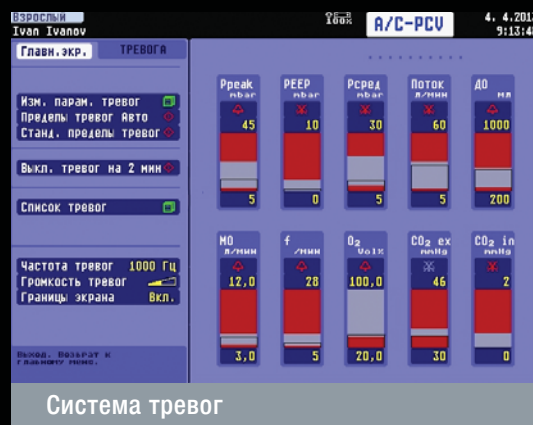 Взрослый
Ivan Ivanov
100%
A/C-PCV
4. 4.201
9:13:4
Главн.экр.
ТРЕВОГА
Изм. парам. тревог
Пределы тревог Авто
Станд. пределы тревог
Выкл. тревог на 2 мин
Список тревог
Частота тревог 1000 Гц
Громкость тревог
Границы экрана Вкл.
Выход. Возврат к
главному меню.
Ppeak PEEP Pсред Поток ДО
mbar mbar mbar л/мин мл
45 10 30 60 1000
5 0 5 5 200
МО f O₂ CO₂ ex CO₂ in
л/мин /мин Vol% mmHg mmHg
12,0 28 100,0 46 2
3,0 5 20,0 30 0
Система тревог